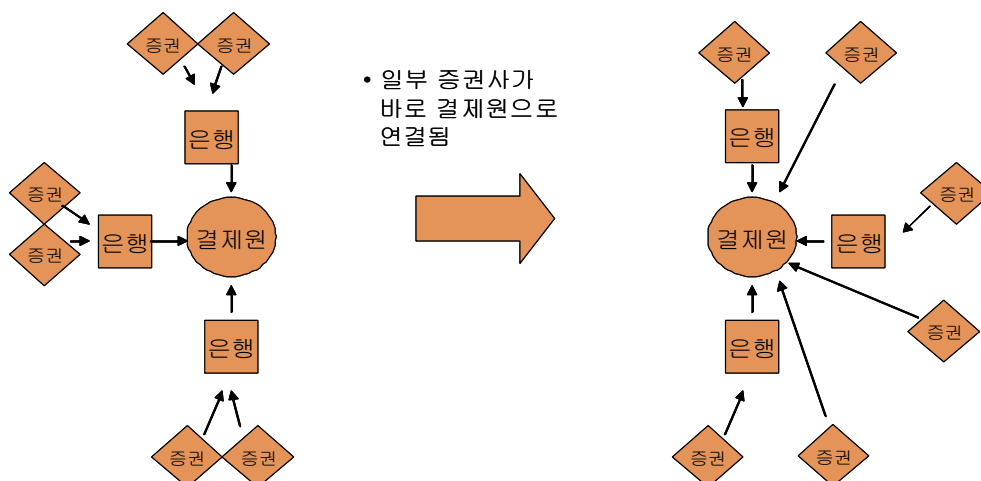 증권 증권
은행
증권
증권
은행
결제원
은행
증권 증권
• 일부 증권사가
바로 결제원으로
연결됨
증권 증권
은행
증권
결제원 은행
증권
은행
증권 증권